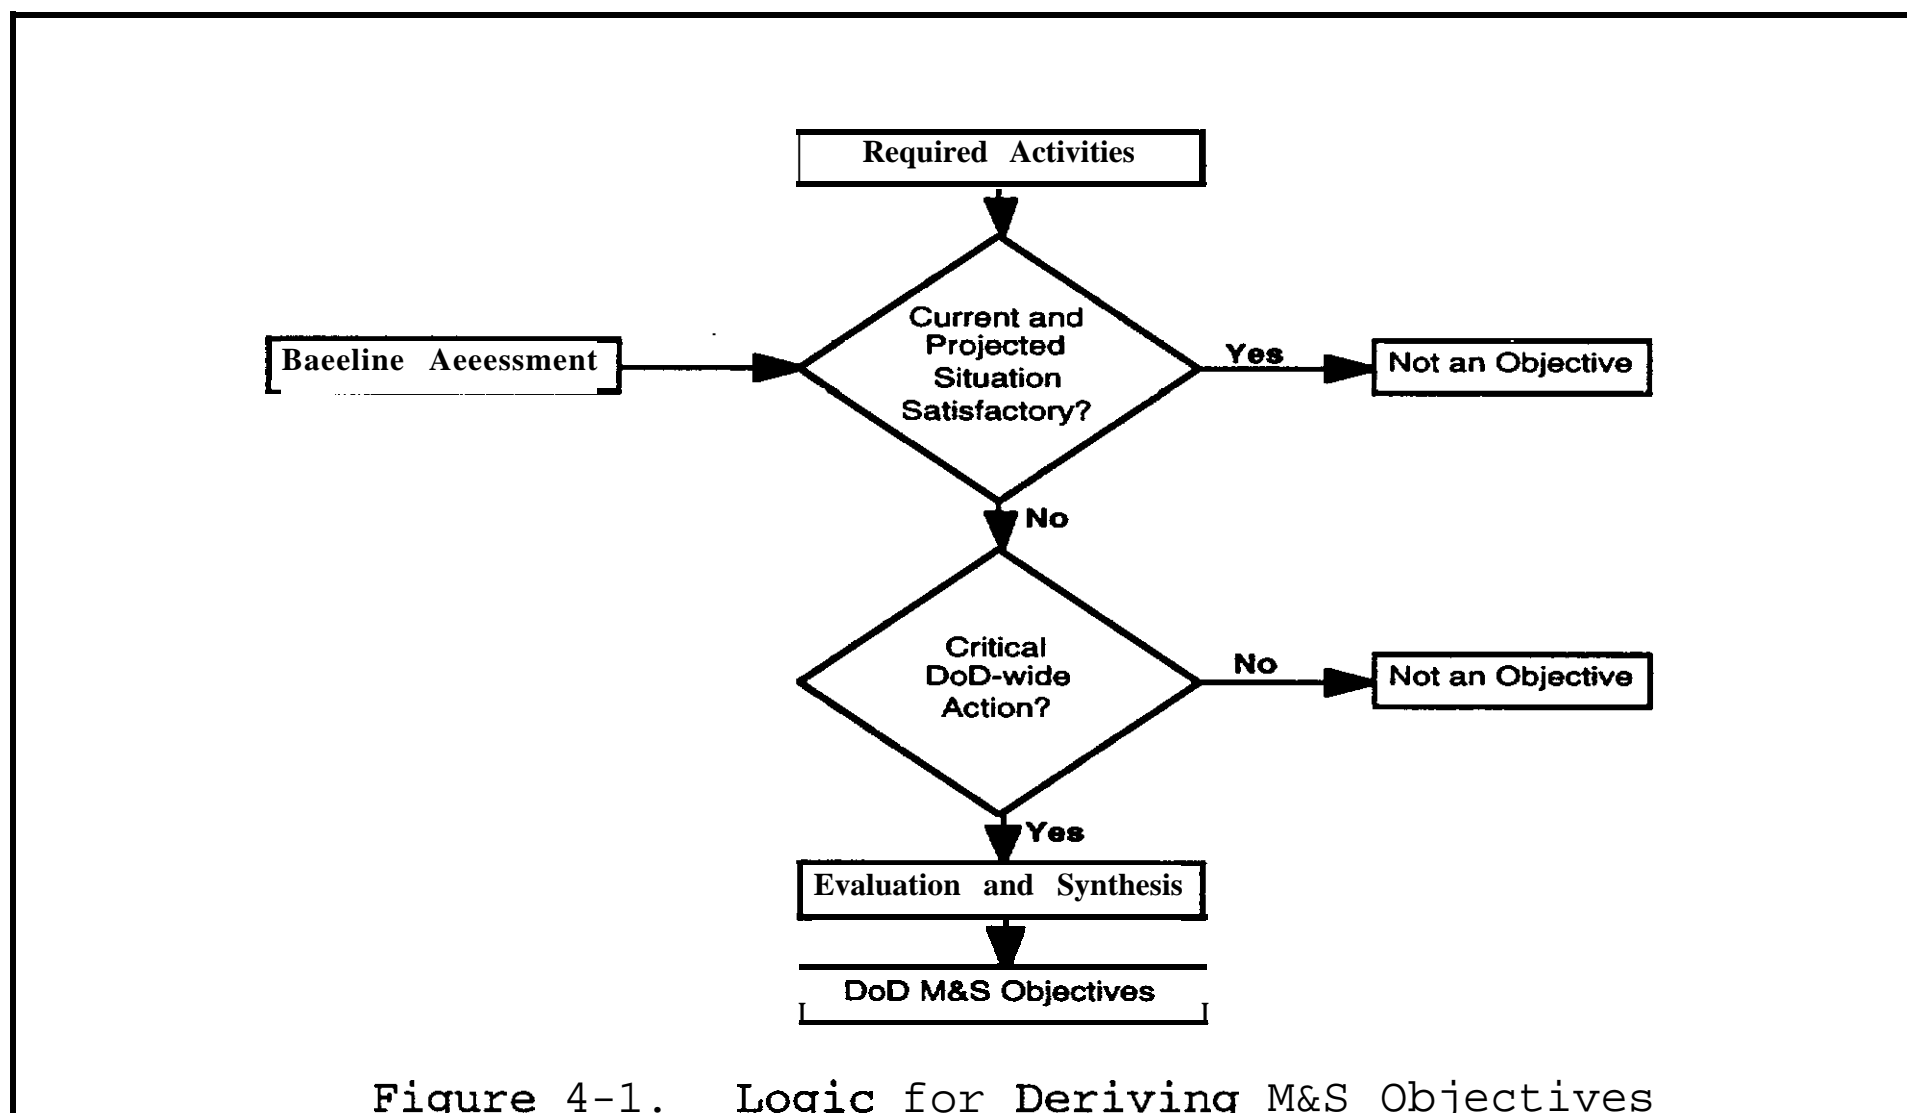 Required Activities
Current and
Projected
Situation
Satisfactory?
Baeeline Aeeessment
Yes
Not an Objective
No
Critical
DoD-wide
Action?
No
Not an Objective
Yes
Evaluation and Synthesis
DoD M&S Objectives
Figure 4-1. Logic for Deriving M&S Objectives